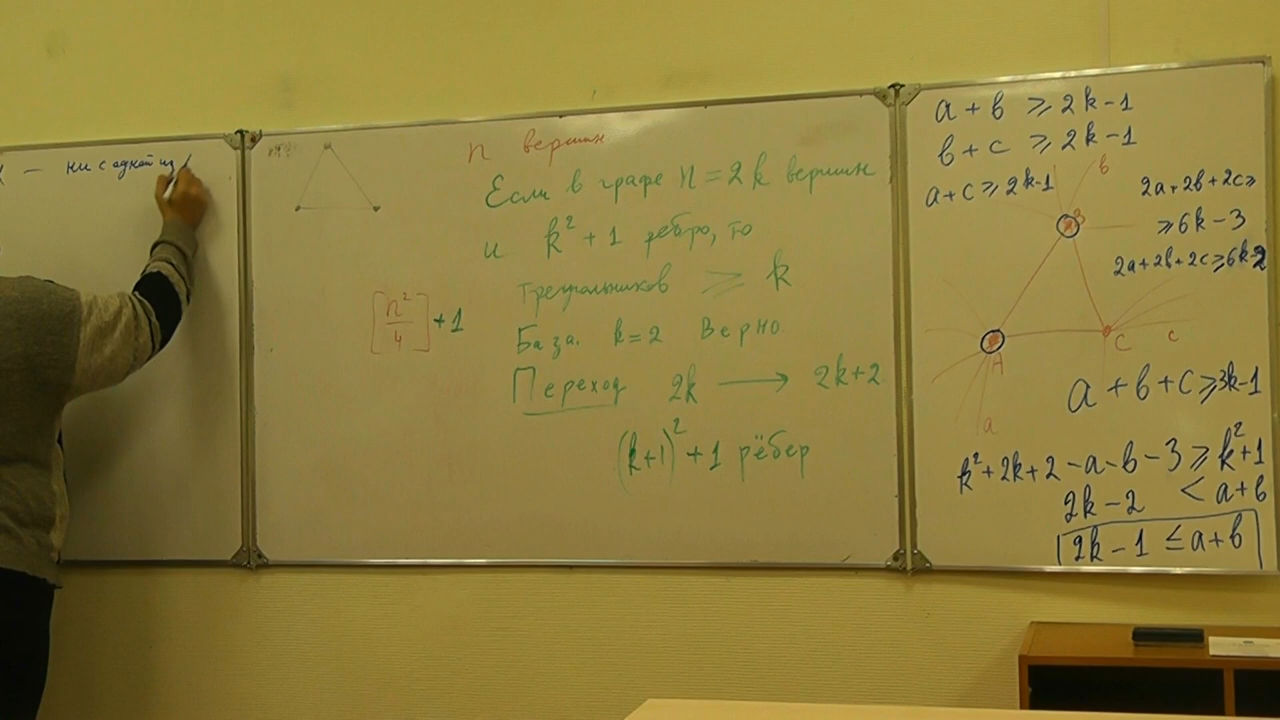 — ни с одной из
n вершин
Если в графе n = 2k вершин
и k² + 1 ребро, то
треугольников ⩾ k
[n²/4] + 1
База. k=2 Верно.
Переход 2k → 2k+2
(k+1)² + 1 рёбер
a + b ⩾ 2k-1
b + c ⩾ 2k-1
a + c ⩾ 2k-1
2a+2b+2c ⩾
⩾ 6k-3
2a+2b+2c ⩾ 6k-2
b
B
A
C
c
a
a + b + c ⩾ 3k-1
k²+2k+2-a-b-3 ⩾ k²+1
2k-2 < a+b
2k-1 ≤ a+b